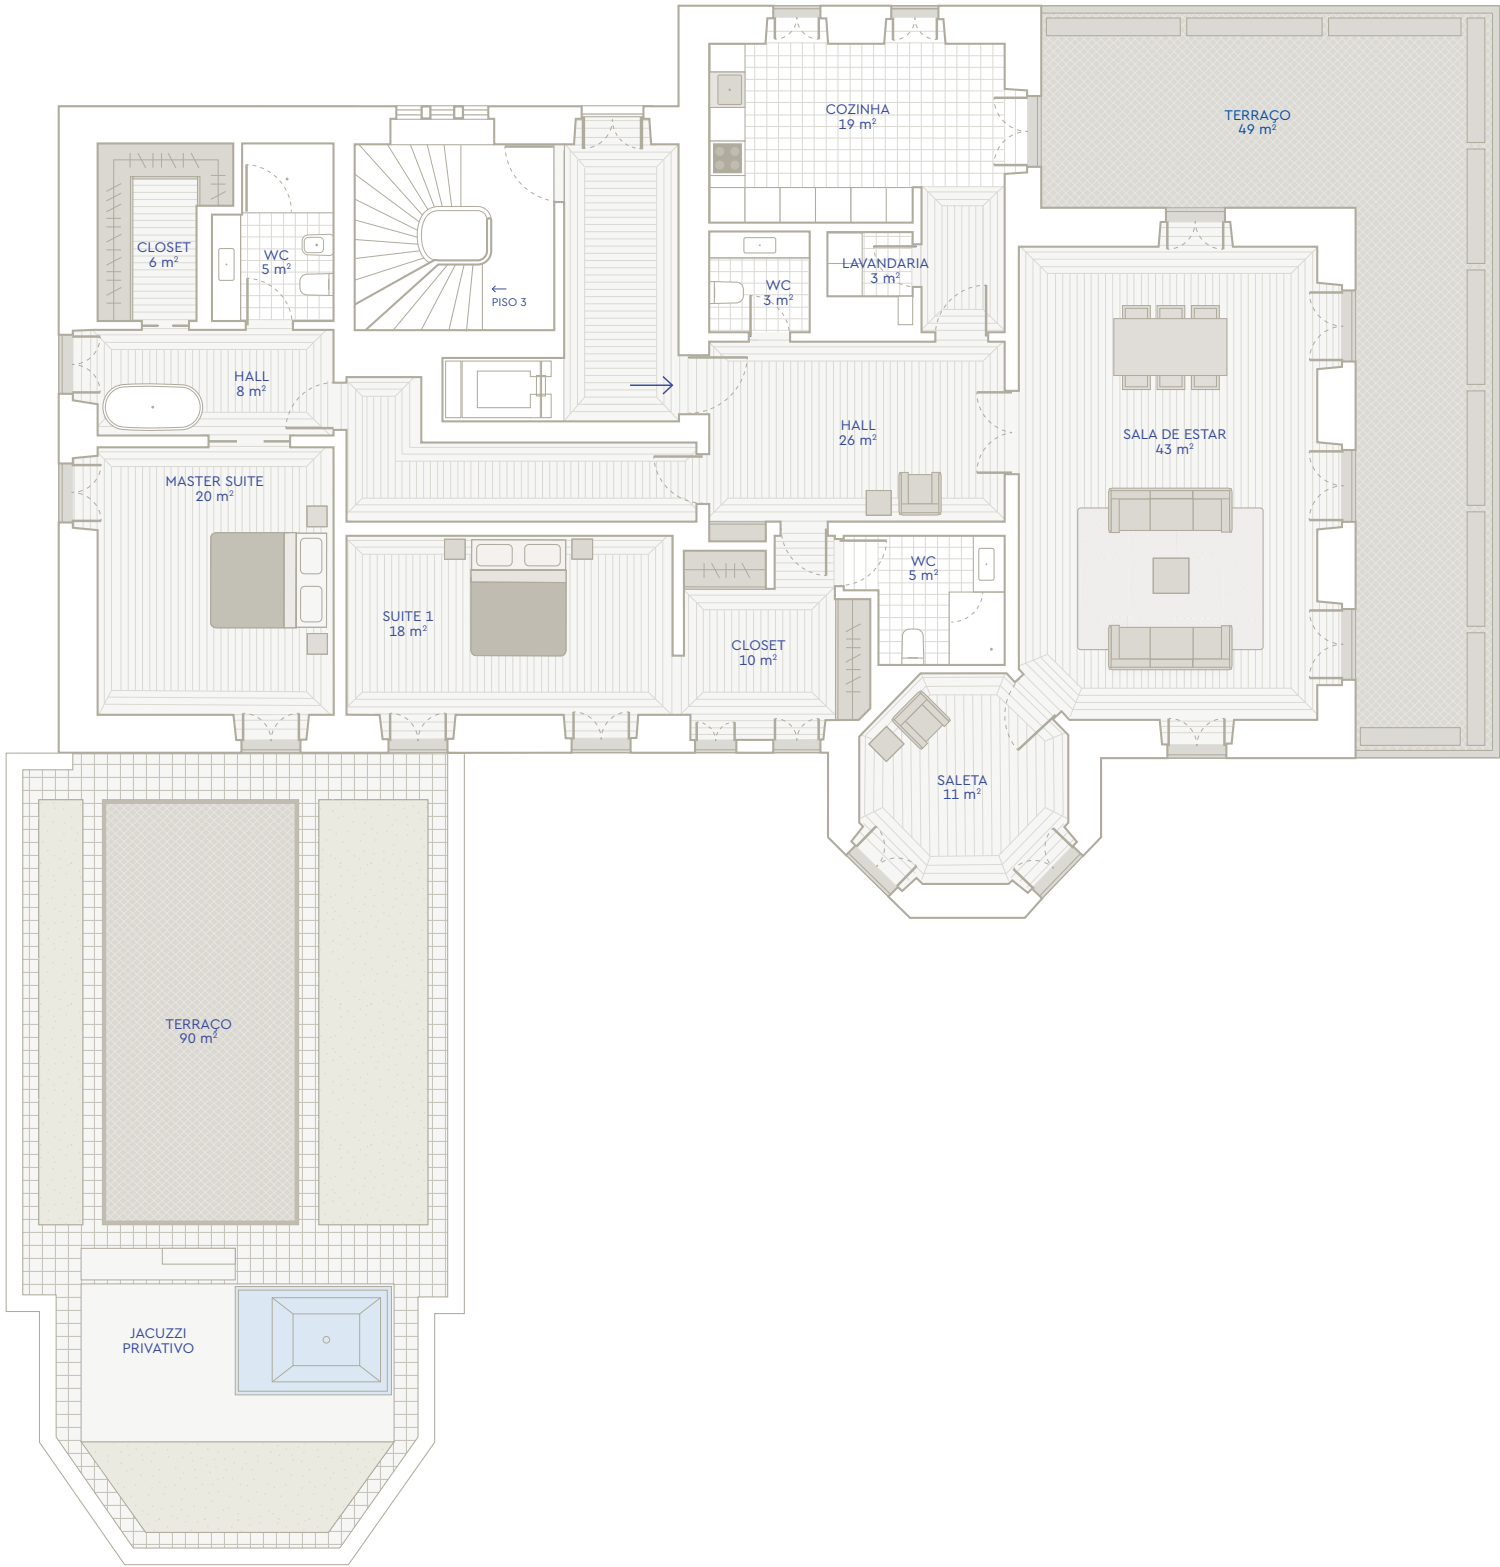 COZINHA
19 m²
TERRAÇO
49 m²
CLOSET
6 m²
WC
5 m²
LAVANDARIA
3 m²
WC
3 m²
←
PISO 3
HALL
8 m²
HALL
26 m²
SALA DE ESTAR
43 m²
MASTER SUITE
20 m²
WC
5 m²
SUITE 1
18 m²
CLOSET
10 m²
SALETA
11 m²
TERRAÇO
90 m²
JACUZZI
PRIVATIVO